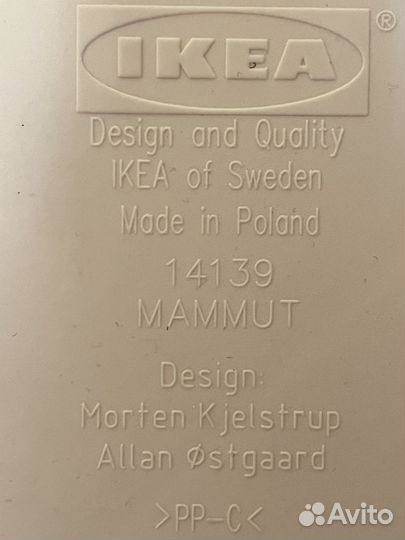 IKEA ®
Design and Quality
IKEA of Sweden
Made in Poland
14139
MAMMUT
Design:
Morten Kjelstrup
Allan Østgaard
>PP-C<
Avito